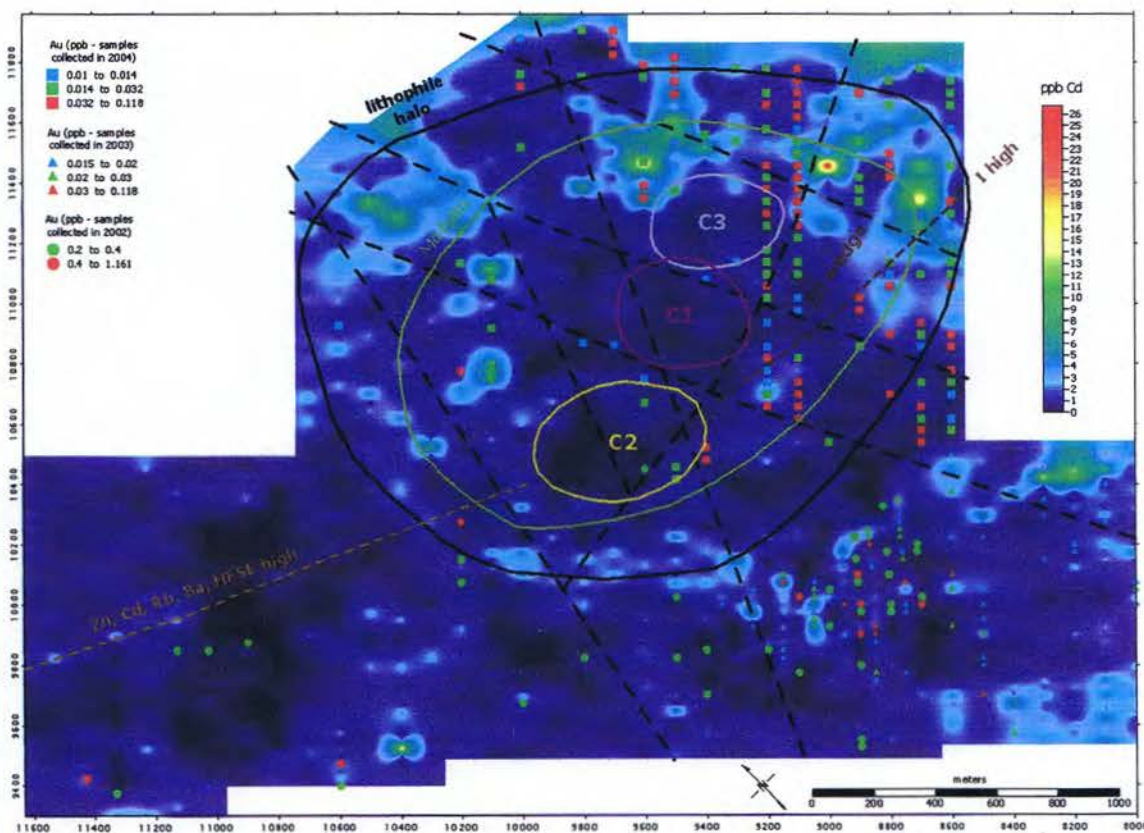 Au (ppb - samples
collected in 2004)
0.01 to 0.014
0.014 to 0.032
0.032 to 0.118
Au (ppb - samples
collected in 2003)
0.015 to 0.02
0.02 to 0.03
0.03 to 0.118
Au (ppb - samples
collected in 2002)
0.2 to 0.4
0.4 to 1.161
lithophile
halo
C3
C2
I high
Zn, Cd, Rb, Ba, HFSE high
ppb Cd
26
25
24
23
22
21
20
19
18
17
16
15
14
13
12
11
10
9
8
7
6
5
4
3
2
1
0
meters
0 200 400 600 800 1000
11800
11600
11400
11200
11000
10800
10600
10400
10200
10000
9800
9600
9400
11600 11400 11200 11000 10800 10600 10400 10200 10000 9800 9600 9400 9200 9000 8800 8600 8400 8200